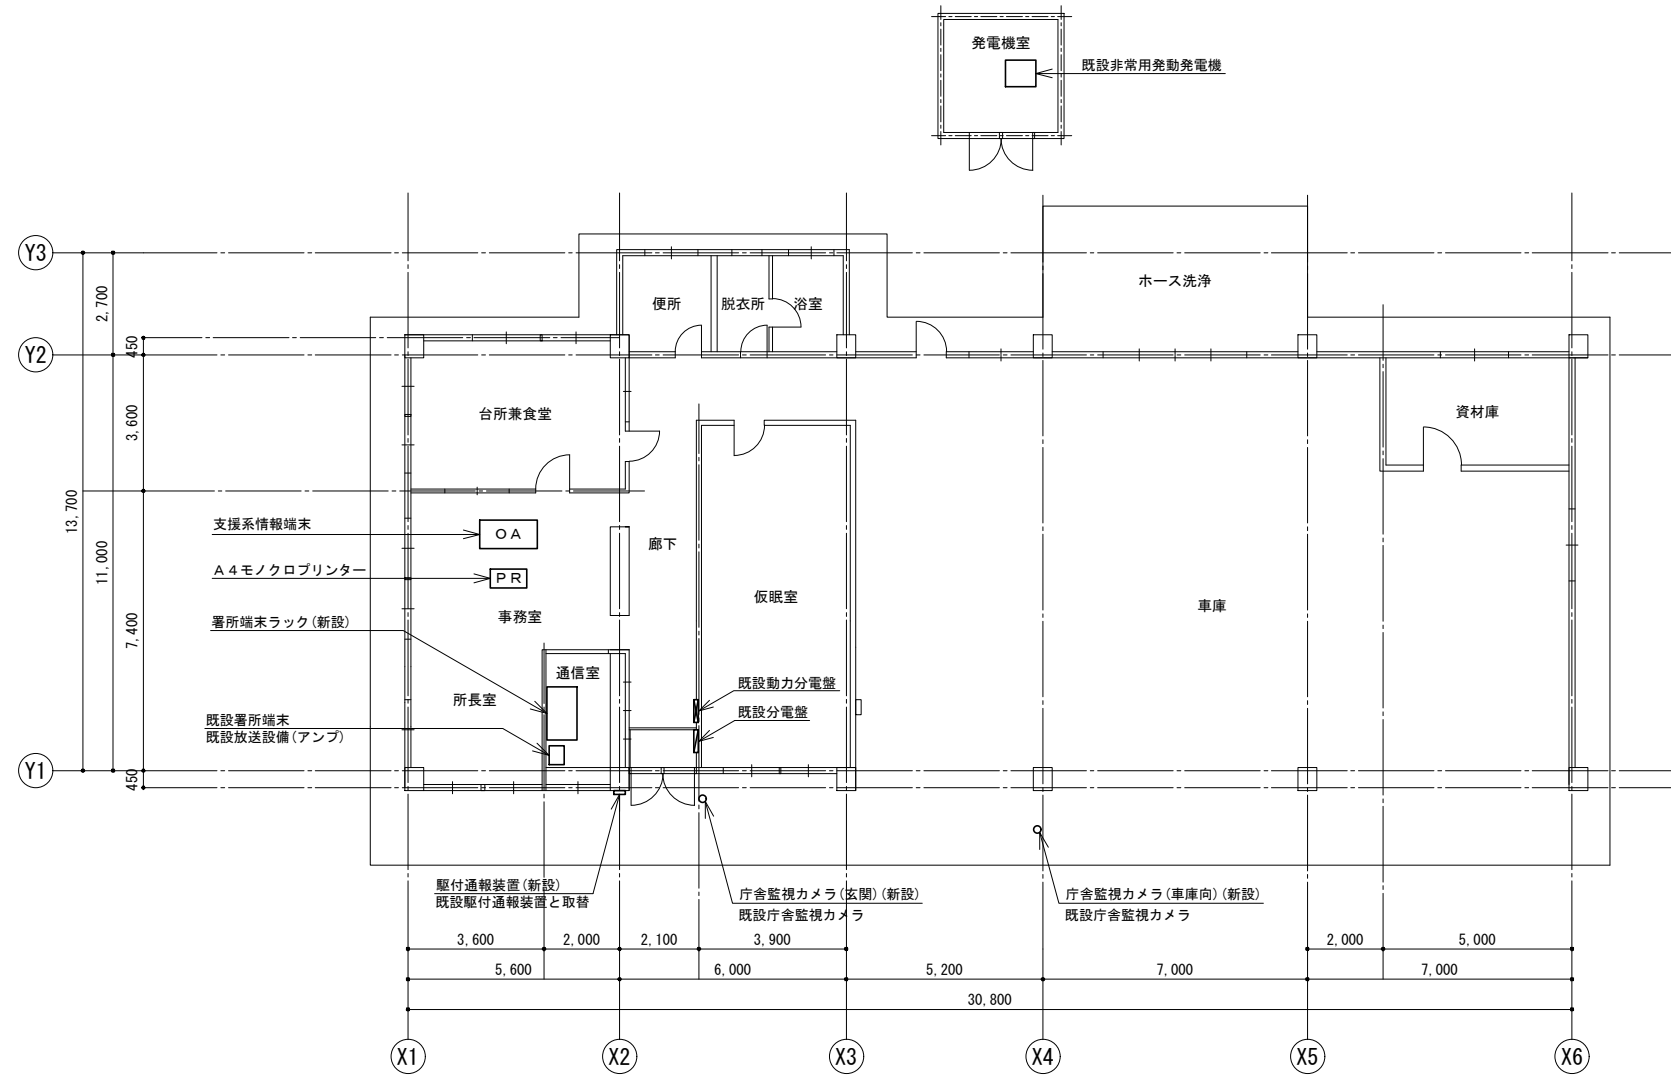 発電機室
既設非常用発動発電機
Y3
ホース洗浄
便所
脱衣所
浴室
2,700
450
Y2
台所兼食堂
資材庫
3,600
13,700
11,000
支援系情報端末
OA
廊下
A4モノクロプリンター
PR
仮眠室
車庫
事務室
署所端末ラック(新設)
7,400
通信室
所長室
既設動力分電盤
既設分電盤
既設署所端末
既設放送設備(アンプ)
Y1
450
駆付通報装置(新設)
既設駆付通報装置と取替
庁舎監視カメラ(玄関)(新設)
既設庁舎監視カメラ
庁舎監視カメラ(車庫向)(新設)
既設庁舎監視カメラ
3,600
2,000
2,100
3,900
2,000
5,000
5,600
6,000
5,200
7,000
7,000
30,800
X1
X2
X3
X4
X5
X6